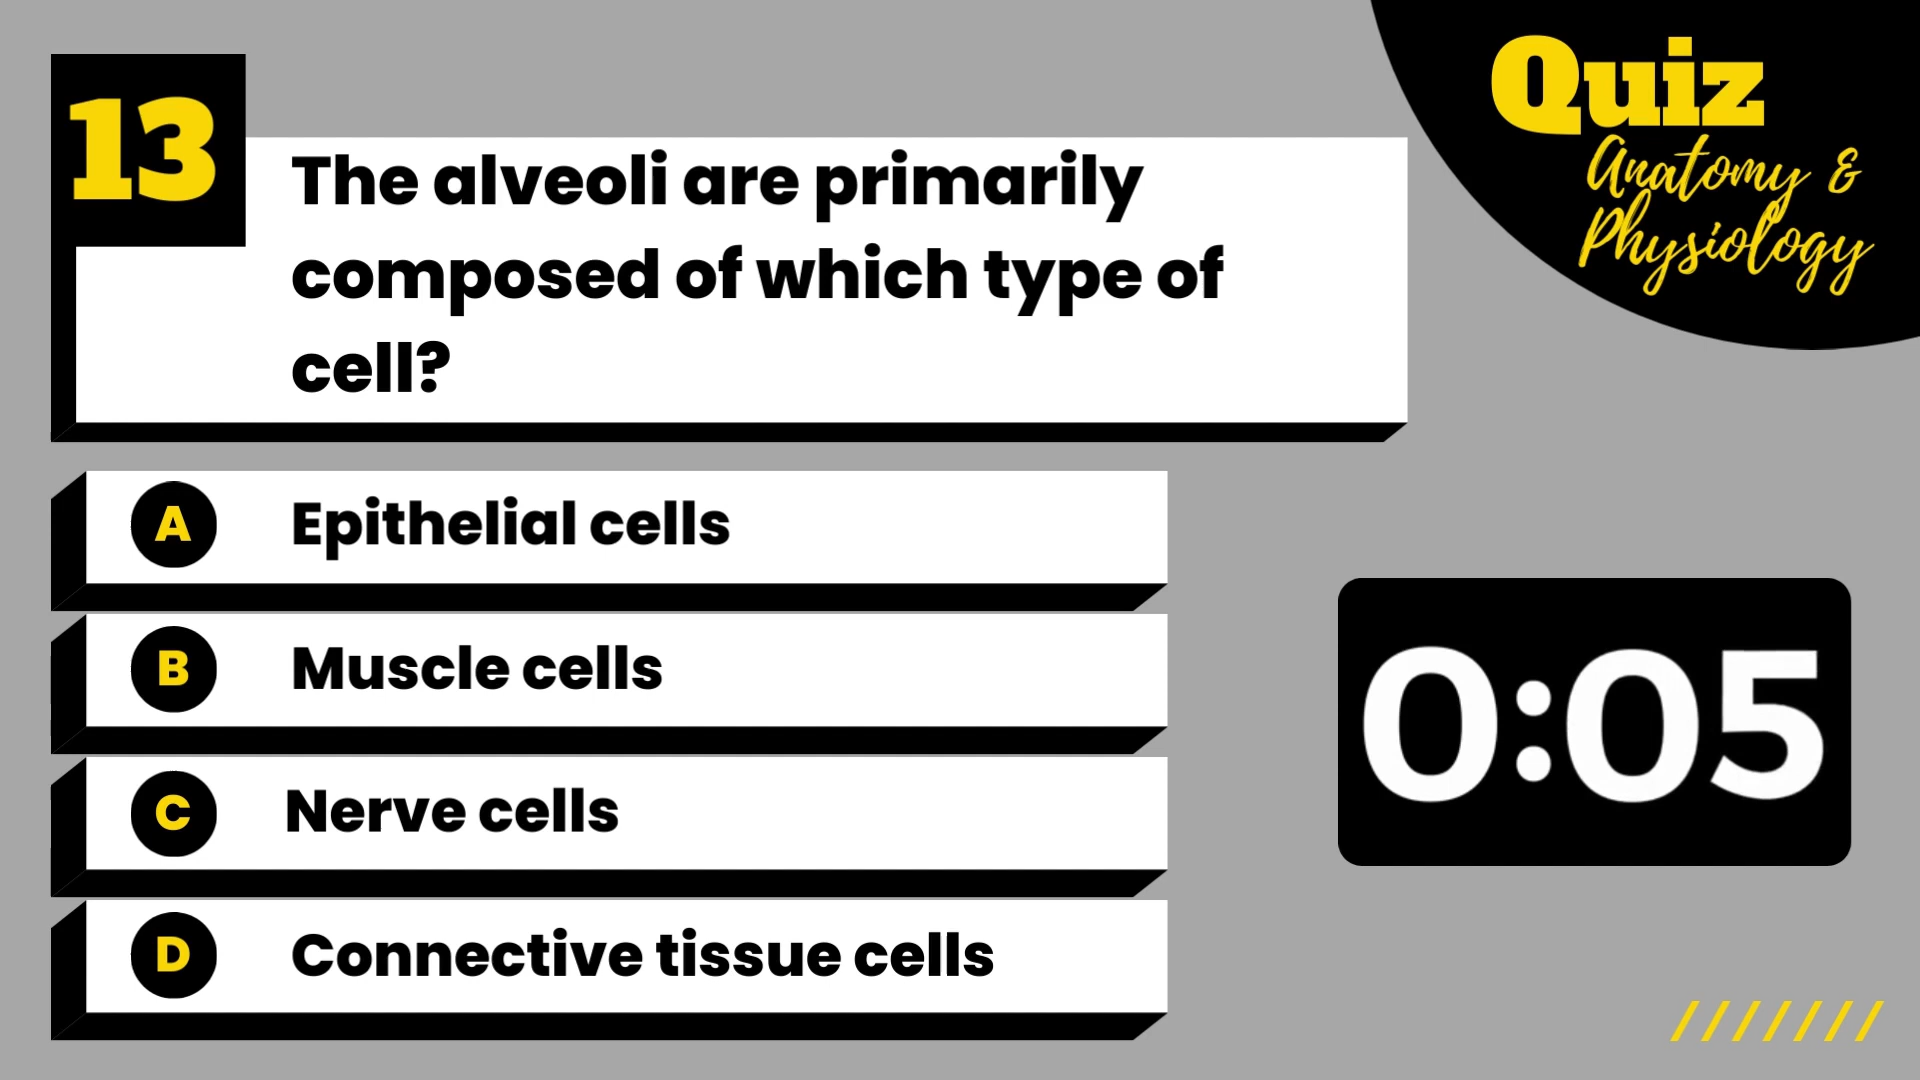 13
The alveoli are primarily
composed of which type of
cell?
Quiz
Anatomy &
Physiology
A Epithelial cells
B Muscle cells
C Nerve cells
D Connective tissue cells
0:05